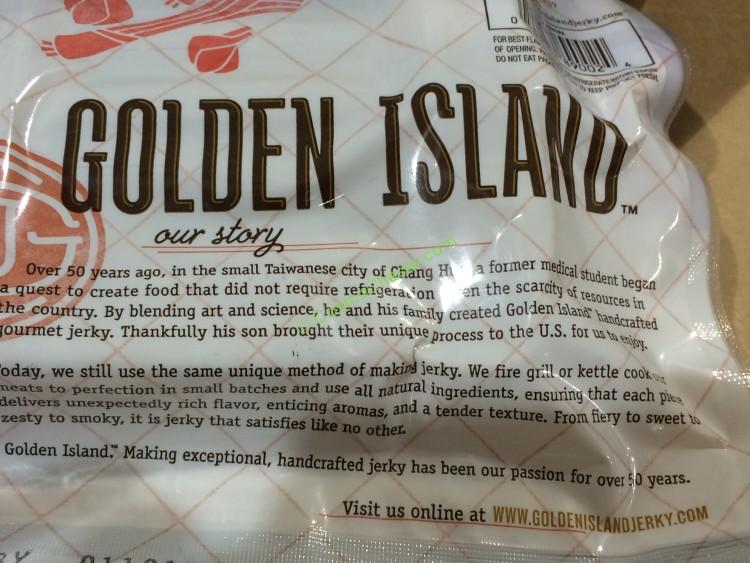 landjerky.com
FOR BEST
OF OPENING.
DO NOT EAT
GOLDEN ISLAND™
our story
Over 50 years ago, in the small Taiwanese city of Chang a former medical student began
a quest to create food that did not require refrigeration the scarcity of resources in
the country. By blending art and science, he and his family created Golden Island™ handcrafted
gourmet jerky. Thankfully his son brought their unique process to the U.S. for us to enjoy.
Today, we still use the same unique method of making jerky. We fire grill or kettle cook our
meats to perfection in small batches and use all natural ingredients, ensuring that each piece
delivers unexpectedly rich flavor, enticing aromas, and a tender texture. From fiery to sweet to
zesty to smoky, it is jerky that satisfies like no other.
Golden Island.™ Making exceptional, handcrafted jerky has been our passion for over 50 years.
Visit us online at WWW.GOLDENISLANDJERKY.COM